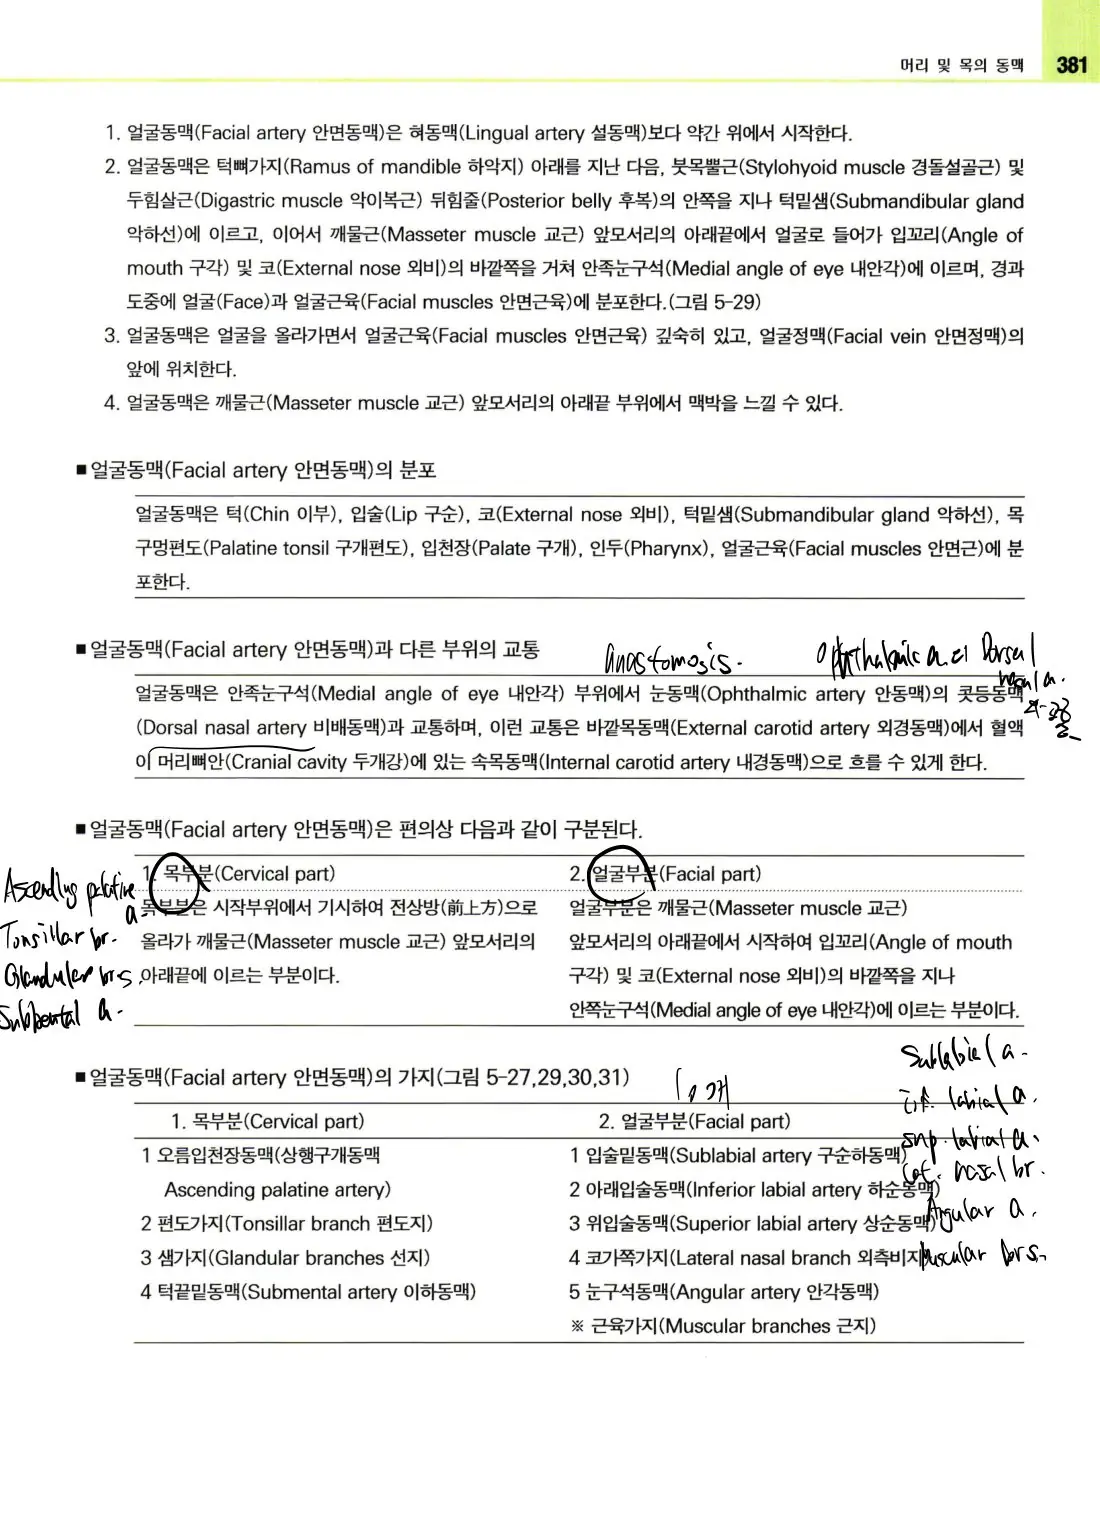 머리 및 목의 동맥 381
1. 얼굴동맥(Facial artery 안면동맥)은 혀동맥(Lingual artery 설동맥)보다 약간 위에서 시작한다.
2. 얼굴동맥은 턱뼈가지(Ramus of mandible 하악지) 아래를 지난 다음, 붓목뿔근(Stylohyoid muscle 경돌설골근) 및
두힘살근(Digastric muscle 악이복근) 뒤힘줄(Posterior belly 후복)의 안쪽을 지나 턱밑샘(Submandibular gland
악하선)에 이르고, 이어서 깨물근(Masseter muscle 교근) 앞모서리의 아래끝에서 얼굴로 들어가 입꼬리(Angle of
mouth 구각) 및 코(External nose 외비)의 바깥쪽을 거쳐 안족눈구석(Medial angle of eye 내안각)에 이르며, 경과
도중에 얼굴(Face)과 얼굴근육(Facial muscles 안면근육)에 분포한다.(그림 5-29)
3. 얼굴동맥은 얼굴을 올라가면서 얼굴근육(Facial muscles 안면근육) 깊숙히 있고, 얼굴정맥(Facial vein 안면정맥)의
앞에 위치한다.
4. 얼굴동맥은 깨물근(Masseter muscle 교근) 앞모서리의 아래끝 부위에서 맥박을 느낄 수 있다.
■ 얼굴동맥(Facial artery 안면동맥)의 분포
얼굴동맥은 턱(Chin 이부), 입술(Lip 구순), 코(External nose 외비), 턱밑샘(Submandibular gland 악하선), 목
구멍편도(Palatine tonsil 구개편도), 입천장(Palate 구개), 인두(Pharynx), 얼굴근육(Facial muscles 안면근)에 분
포한다.
■ 얼굴동맥(Facial artery 안면동맥)과 다른 부위의 교통
Anastomosis. Ophthalmic a.의 Dorsal
nasal a.
얼굴동맥은 안족눈구석(Medial angle of eye 내안각) 부위에서 눈동맥(Ophthalmic artery 안동맥)의 콧등동맥
(Dorsal nasal artery 비배동맥)과 교통하며, 이런 교통은 바깥목동맥(External carotid artery 외경동맥)에서 혈액
이 머리뼈안(Cranial cavity 두개강)에 있는 속목동맥(Internal carotid artery 내경동맥)으로 흐를 수 있게 한다.
■ 얼굴동맥(Facial artery 안면동맥)은 편의상 다음과 같이 구분된다.
1. 목부분(Cervical part) 2. 얼굴부분(Facial part)
Ascending palatine
a.
Tonsillar br.
Glandular brs.
Submental a.
목부분은 시작부위에서 기시하여 전상방(前上方)으로
올라가 깨물근(Masseter muscle 교근) 앞모서리의
아래끝에 이르는 부분이다.
얼굴부분은 깨물근(Masseter muscle 교근)
앞모서리의 아래끝에서 시작하여 입꼬리(Angle of mouth
구각) 및 코(External nose 외비)의 바깥쪽을 지나
안쪽눈구석(Medial angle of eye 내안각)에 이르는 부분이다.
■ 얼굴동맥(Facial artery 안면동맥)의 가지(그림 5-27,29,30,31)
1. 목부분(Cervical part) 2. 얼굴부분(Facial part)
1 오름입천장동맥(상행구개동맥
Ascending palatine artery)
2 편도가지(Tonsillar branch 편도지)
3 샘가지(Glandular branches 선지)
4 턱끝밑동맥(Submental artery 이하동맥)
1 입술밑동맥(Sublabial artery 구순하동맥)
2 아래입술동맥(Inferior labial artery 하순동맥)
3 위입술동맥(Superior labial artery 상순동맥)
4 코가쪽가지(Lateral nasal branch 외측비지)
5 눈구석동맥(Angular artery 안각동맥)
※ 근육가지(Muscular branches 근지)
Sublabial a.
inf. labial a.
sup. labial a.
Lat. nasal br.
Angular a.
Muscular brs.